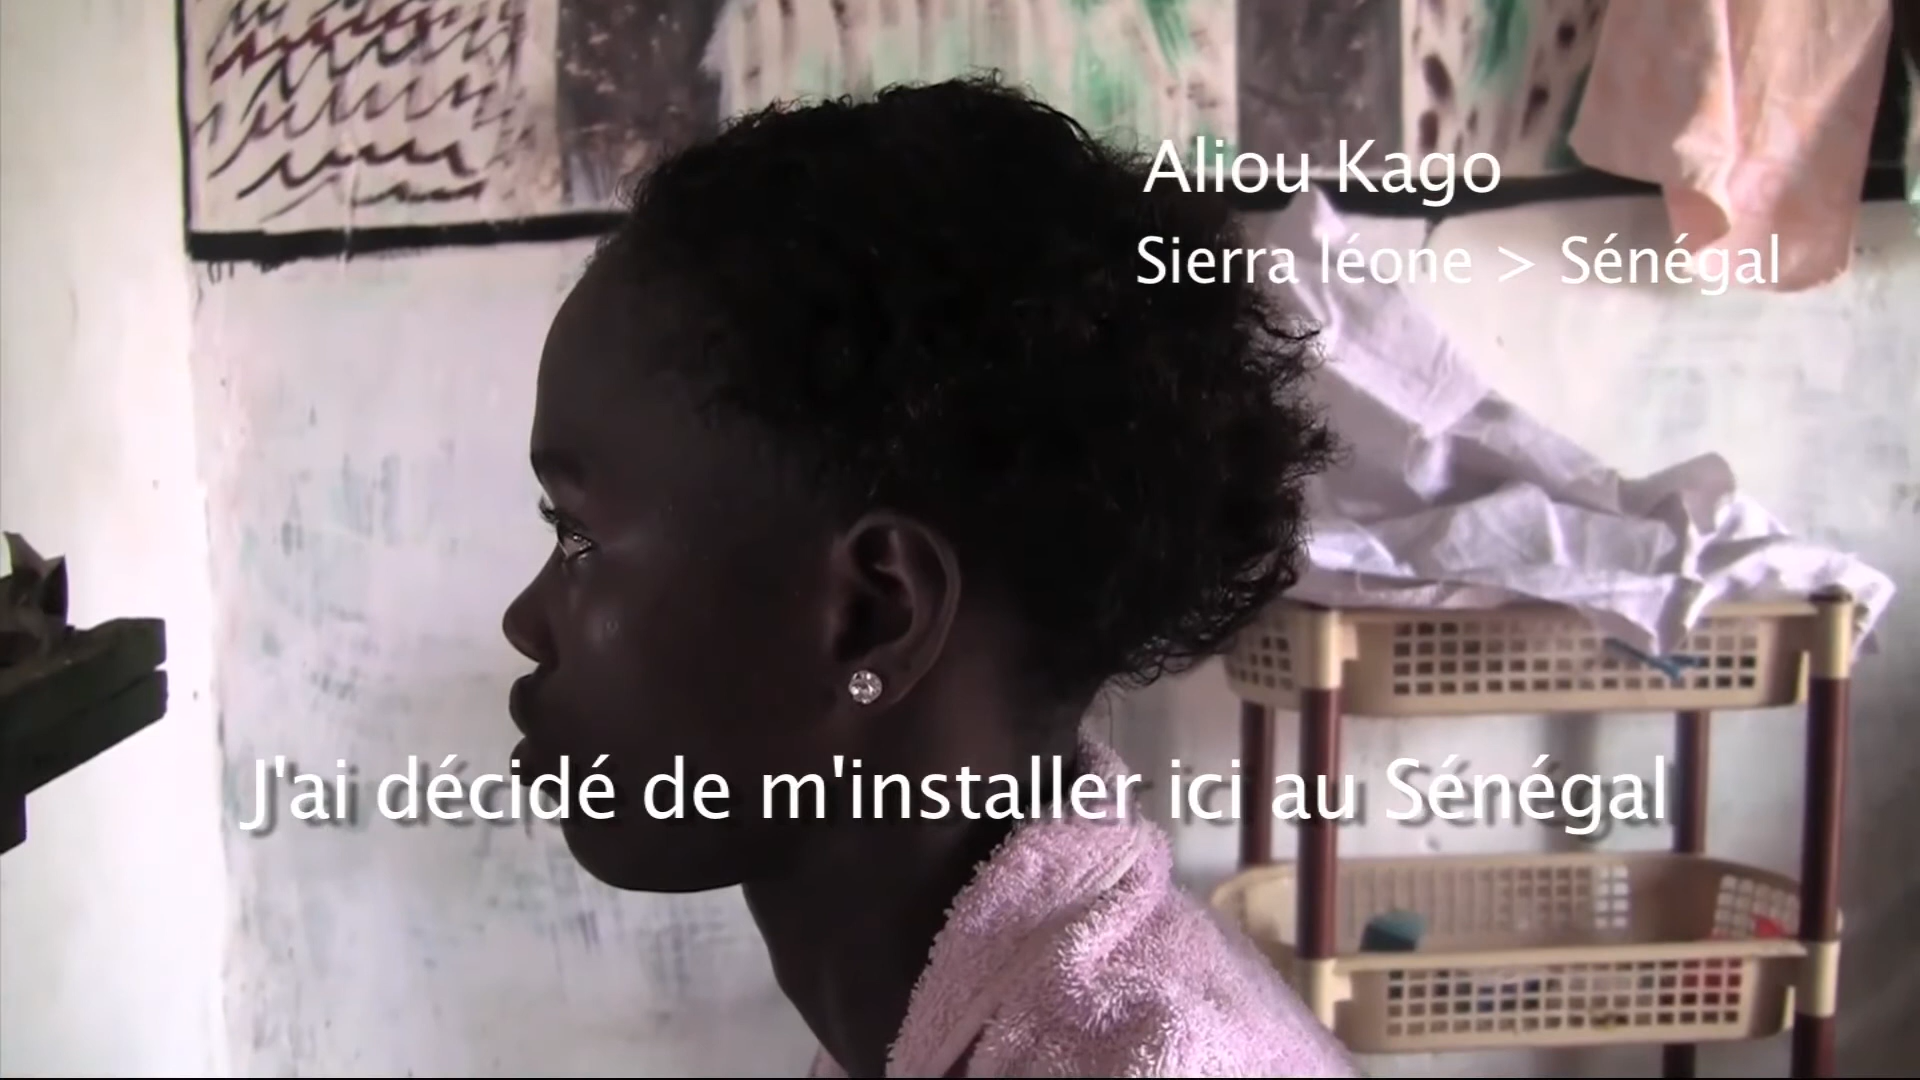 Aliou Kago
Sierra léone > Sénégal
J'ai décidé de m'installer ici au Sénégal